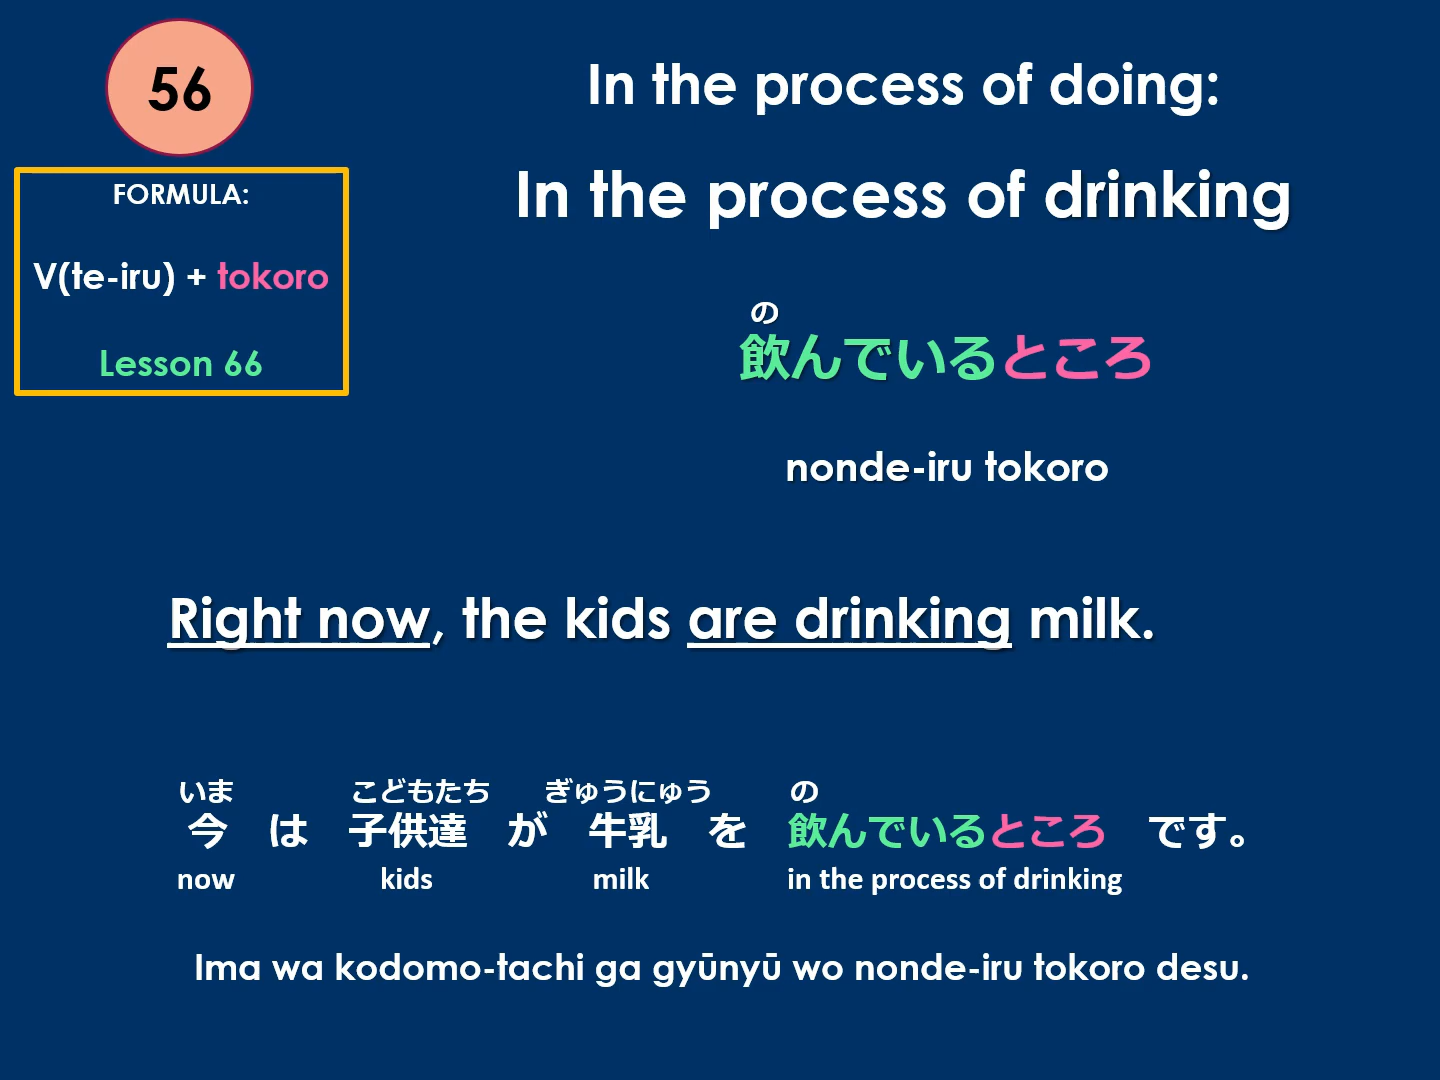 56
In the process of doing:
In the process of drinking
FORMULA:
V(te-iru) + tokoro
Lesson 66
の
飲んでいるところ
nonde-iru tokoro
Right now, the kids are drinking milk.
いま こどもたち ぎゅうにゅう の
今 は 子供達 が 牛乳 を 飲んでいるところ です。
now kids milk in the process of drinking
Ima wa kodomo-tachi ga gyūnyū wo nonde-iru tokoro desu.